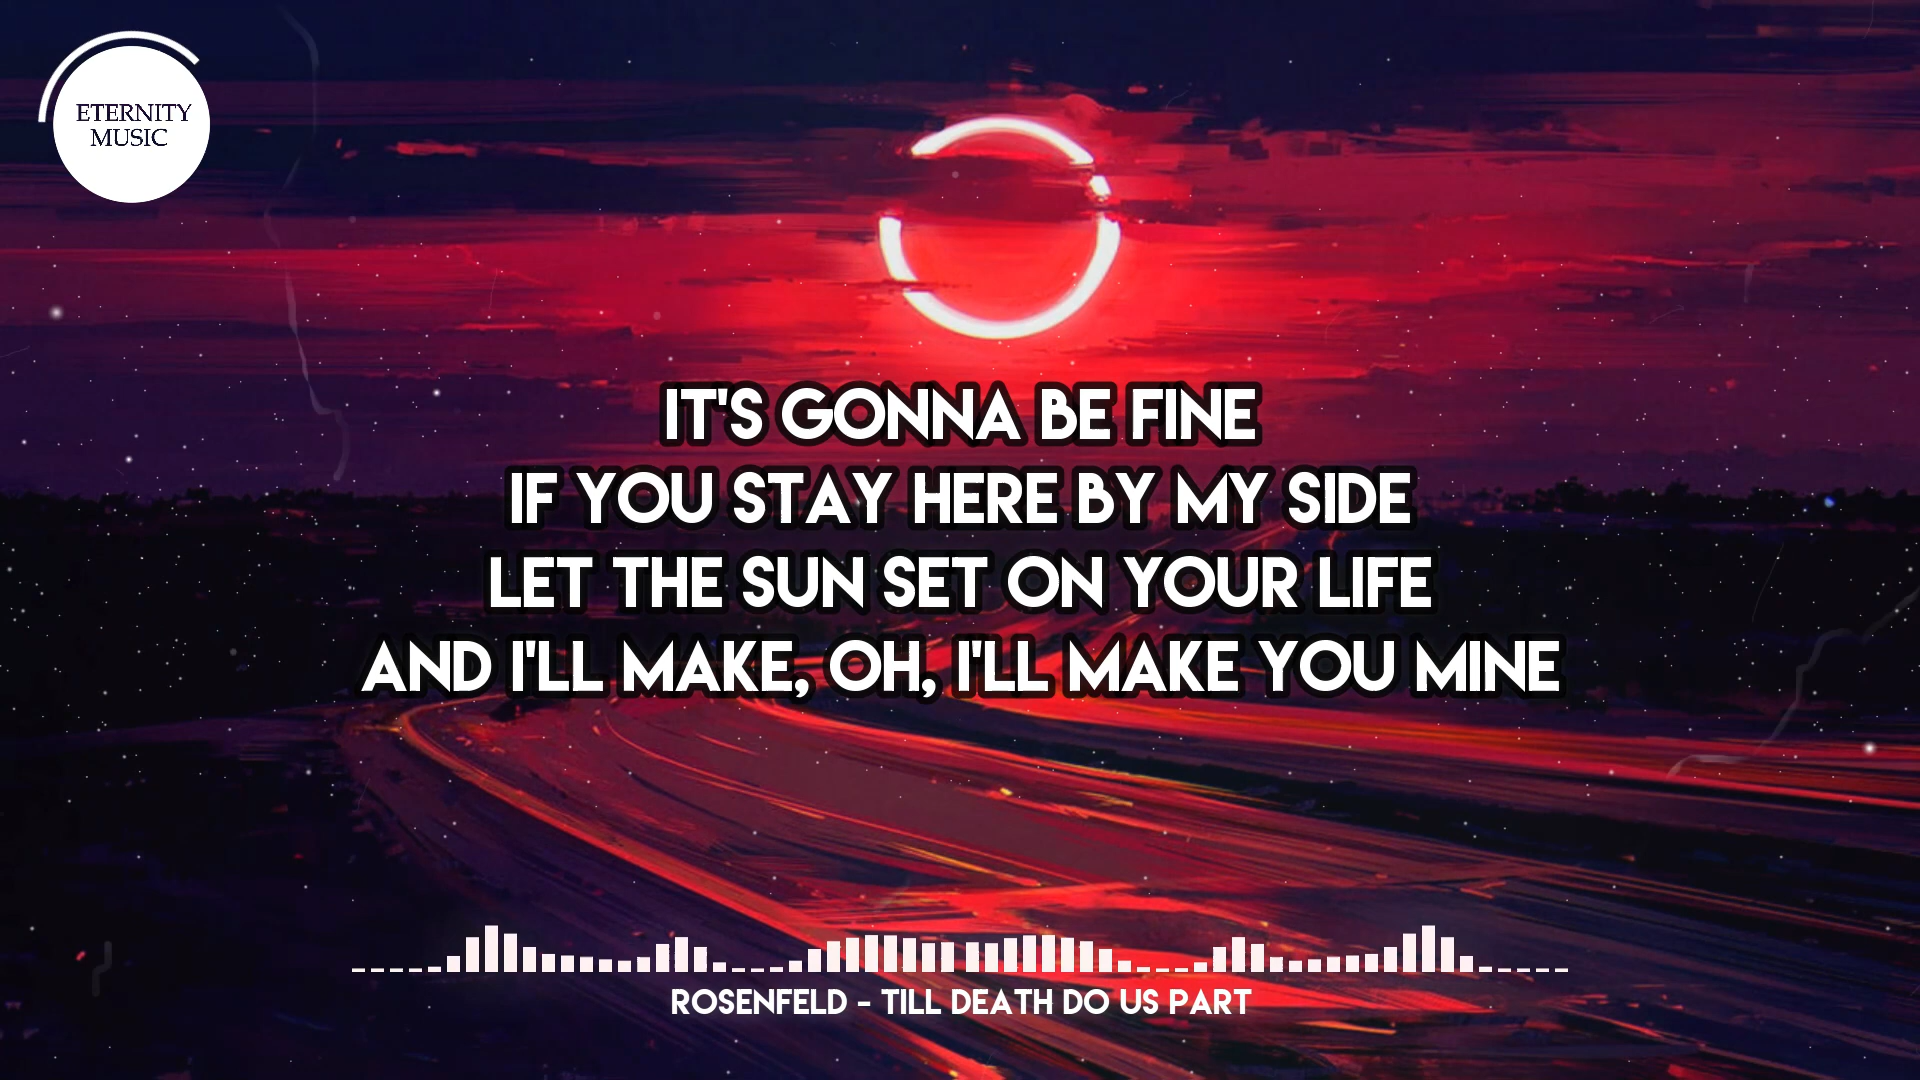 ETERNITY
MUSIC
IT'S GONNA BE FINE
IF YOU STAY HERE BY MY SIDE
LET THE SUN SET ON YOUR LIFE
AND I'LL MAKE, OH, I'LL MAKE YOU MINE
ROSENFELD - TILL DEATH DO US PART